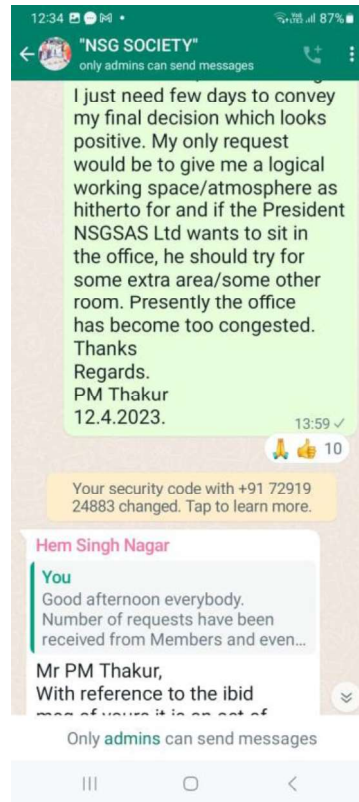 12:34
87%
"NSG SOCIETY"
only admins can send messages
I just need few days to convey
my final decision which looks
positive. My only request
would be to give me a logical
working space/atmosphere as
hitherto for and if the President
NSGSAS Ltd wants to sit in
the office, he should try for
some extra area/some other
room. Presently the office
has become too congested.
Thanks
Regards.
PM Thakur
12.4.2023.
13:59
10
Your security code with +91 72919
24883 changed. Tap to learn more.
Hem Singh Nagar
You
Good afternoon everybody.
Number of requests have been
received from Members and even...
Mr PM Thakur,
With reference to the ibid
Only admins can send messages